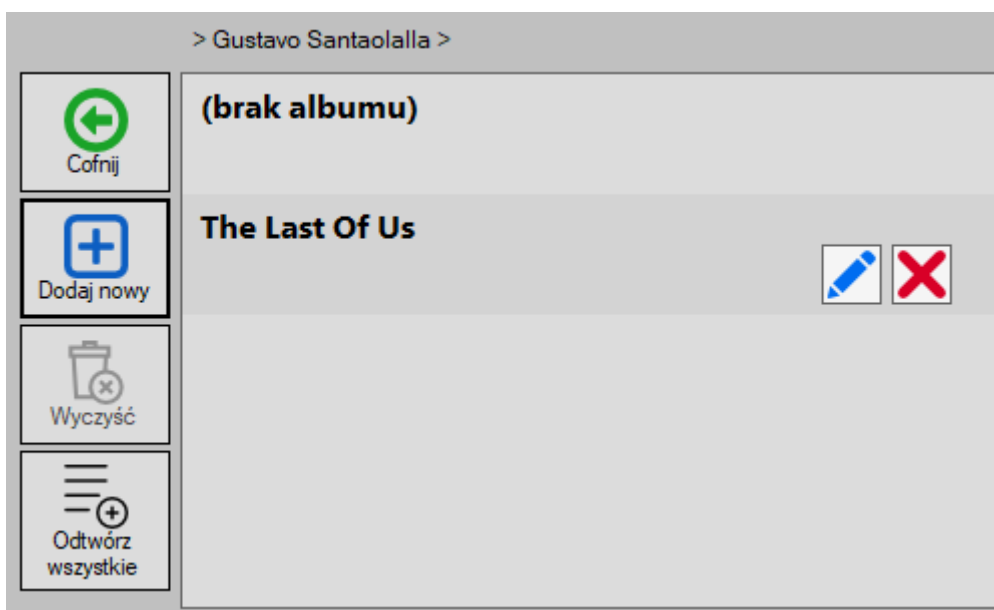 > Gustavo Santaolalla >
Cofnij
(brak albumu)
Dodaj nowy
The Last Of Us
Wyczyść
Odtwórz
wszystkie